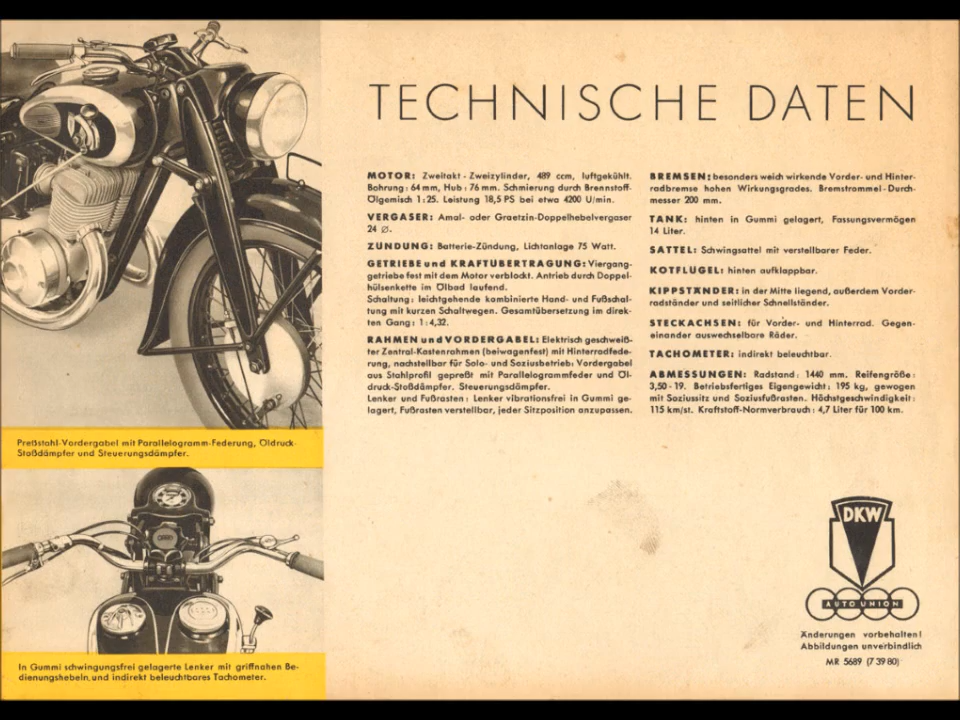 TECHNISCHE DATEN
MOTOR: Zweitakt-Zweizylinder, 489 ccm, luftgekühlt.
Bohrung: 64 mm, Hub: 76 mm. Schmierung durch Brennstoff-
Ölgemisch 1:25. Leistung 18,5 PS bei etwa 4200 U/min.
VERGASER: Amal- oder Graetzin-Doppelhebelvergaser
24 ∅.
ZÜNDUNG: Batterie-Zündung, Lichtanlage 75 Watt.
GETRIEBE und KRAFTÜBERTRAGUNG: Viergang-
getriebe fest mit dem Motor verblockt. Antrieb durch Doppel-
hülsenkette im Ölbad laufend.
Schaltung: leichtgehende kombinierte Hand- und Fußschal-
tung mit kurzen Schaltwegen. Gesamtübersetzung im direk-
ten Gang: 1:4,32.
RAHMEN und VORDERGABEL: Elektrisch geschweiß-
ter Zentral-Kastenrahmen (beiwagenfest) mit Hinterradfede-
rung, nachstellbar für Solo- und Soziusbetrieb; Vordergabel
aus Stahlprofil gepreßt mit Parallelogrammfeder und Öl-
druck-Stoßdämpfer. Steuerungsdämpfer.
Lenker und Fußrasten: Lenker vibrationsfrei in Gummi ge-
lagert, Fußrasten verstellbar, jeder Sitzposition anzupassen.
BREMSEN: besonders weich wirkende Vorder- und Hinter-
radbremse hohen Wirkungsgrades. Bremstrommel-Durch-
messer 200 mm.
TANK: hinten in Gummi gelagert, Fassungsvermögen
14 Liter.
SATTEL: Schwingsattel mit verstellbarer Feder.
KOTFLÜGEL: hinten aufklappbar.
KIPPSTÄNDER: in der Mitte liegend, außerdem Vorder-
radständer und seitlicher Schnellständer.
STECKACHSEN: für Vorder- und Hinterrad. Gegen-
einander auswechselbare Räder.
TACHOMETER: indirekt beleuchtbar.
ABMESSUNGEN: Radstand: 1440 mm. Reifengröße:
3,50-19. Betriebsfertiges Eigengewicht: 195 kg, gewogen
mit Soziussitz und Soziusfußrasten. Höchstgeschwindigkeit:
115 km/st. Kraftstoff-Normverbrauch: 4,7 Liter für 100 km.
Preßstahl-Vordergabel mit Parallelogramm-Federung, Öldruck-
Stoßdämpfer und Steuerungsdämpfer.
In Gummi schwingungsfrei gelagerte Lenker mit griffnahen Be-
dienungshebeln, und indirekt beleuchtbares Tachometer.
DKW
AUTO UNION
Änderungen vorbehalten!
Abbildungen unverbindlich
MR 5689 (7 39 80)